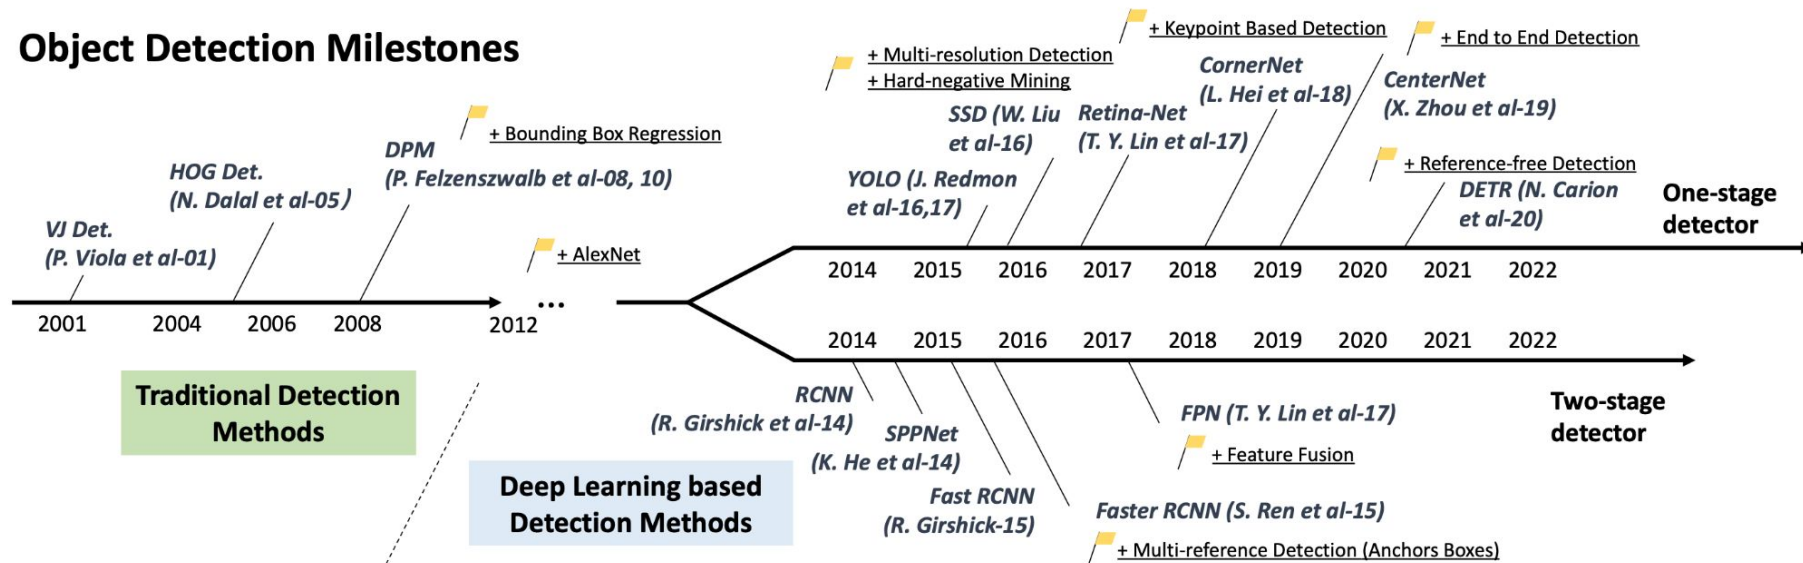 Object Detection Milestones
VJ Det.
(P. Viola et al-01)
HOG Det.
(N. Dalal et al-05)
DPM
(P. Felzenszwalb et al-08, 10)
+ Bounding Box Regression
+ AlexNet
...
2001
2004
2006
2008
2012
Traditional Detection
Methods
Deep Learning based
Detection Methods
+ Multi-resolution Detection
+ Hard-negative Mining
YOLO (J. Redmon
et al-16,17)
SSD (W. Liu
et al-16)
Retina-Net
(T. Y. Lin et al-17)
+ Keypoint Based Detection
CornerNet
(L. Hei et al-18)
+ End to End Detection
CenterNet
(X. Zhou et al-19)
+ Reference-free Detection
DETR (N. Carion
et al-20)
One-stage
detector
2014
2015
2016
2017
2018
2019
2020
2021
2022
2014
2015
2016
2017
2018
2019
2020
2021
2022
RCNN
(R. Girshick et al-14)
SPPNet
(K. He et al-14)
Fast RCNN
(R. Girshick-15)
Faster RCNN (S. Ren et al-15)
+ Multi-reference Detection (Anchors Boxes)
FPN (T. Y. Lin et al-17)
+ Feature Fusion
Two-stage
detector